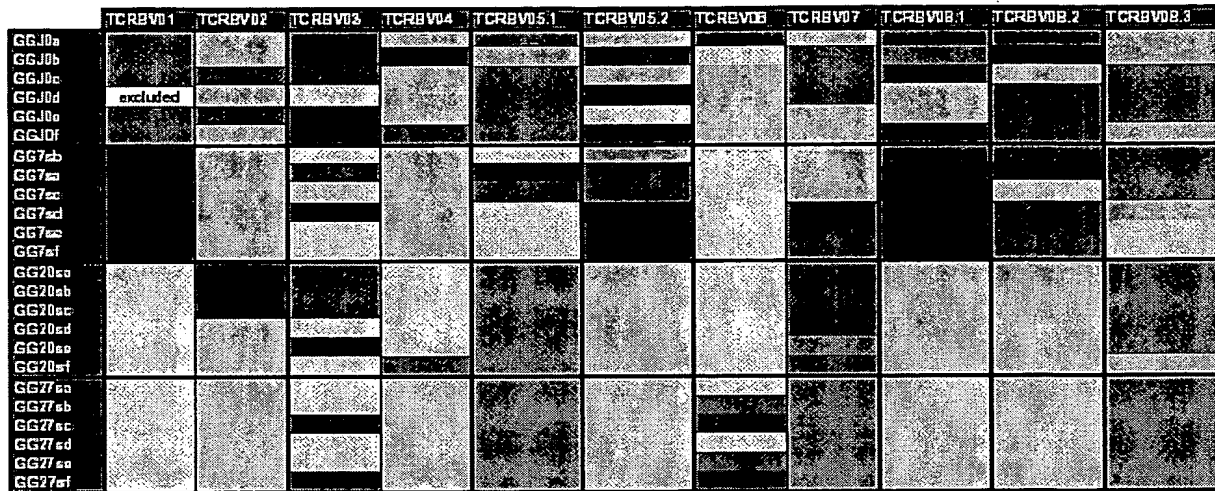 TCRBV01 TCRBV02 TCRBV03 TCRBV04 TCRBV05.1 TCRBV05.2 TCRBV06 TCRBV07 TCRBV08.1 TCRBV08.2 TCRBV08.3
GGJ0a
GGJ0b
GGJ0c
GGJ0d excluded
GGJ0e
GGJ0f
GG7sb
GG7sa
GG7sc
GG7sd
GG7se
GG7sf
GG20sa
GG20sb
GG20sc
GG20sd
GG20se
GG20sf
GG27sa
GG27sb
GG27sc
GG27sd
GG27se
GG27sf